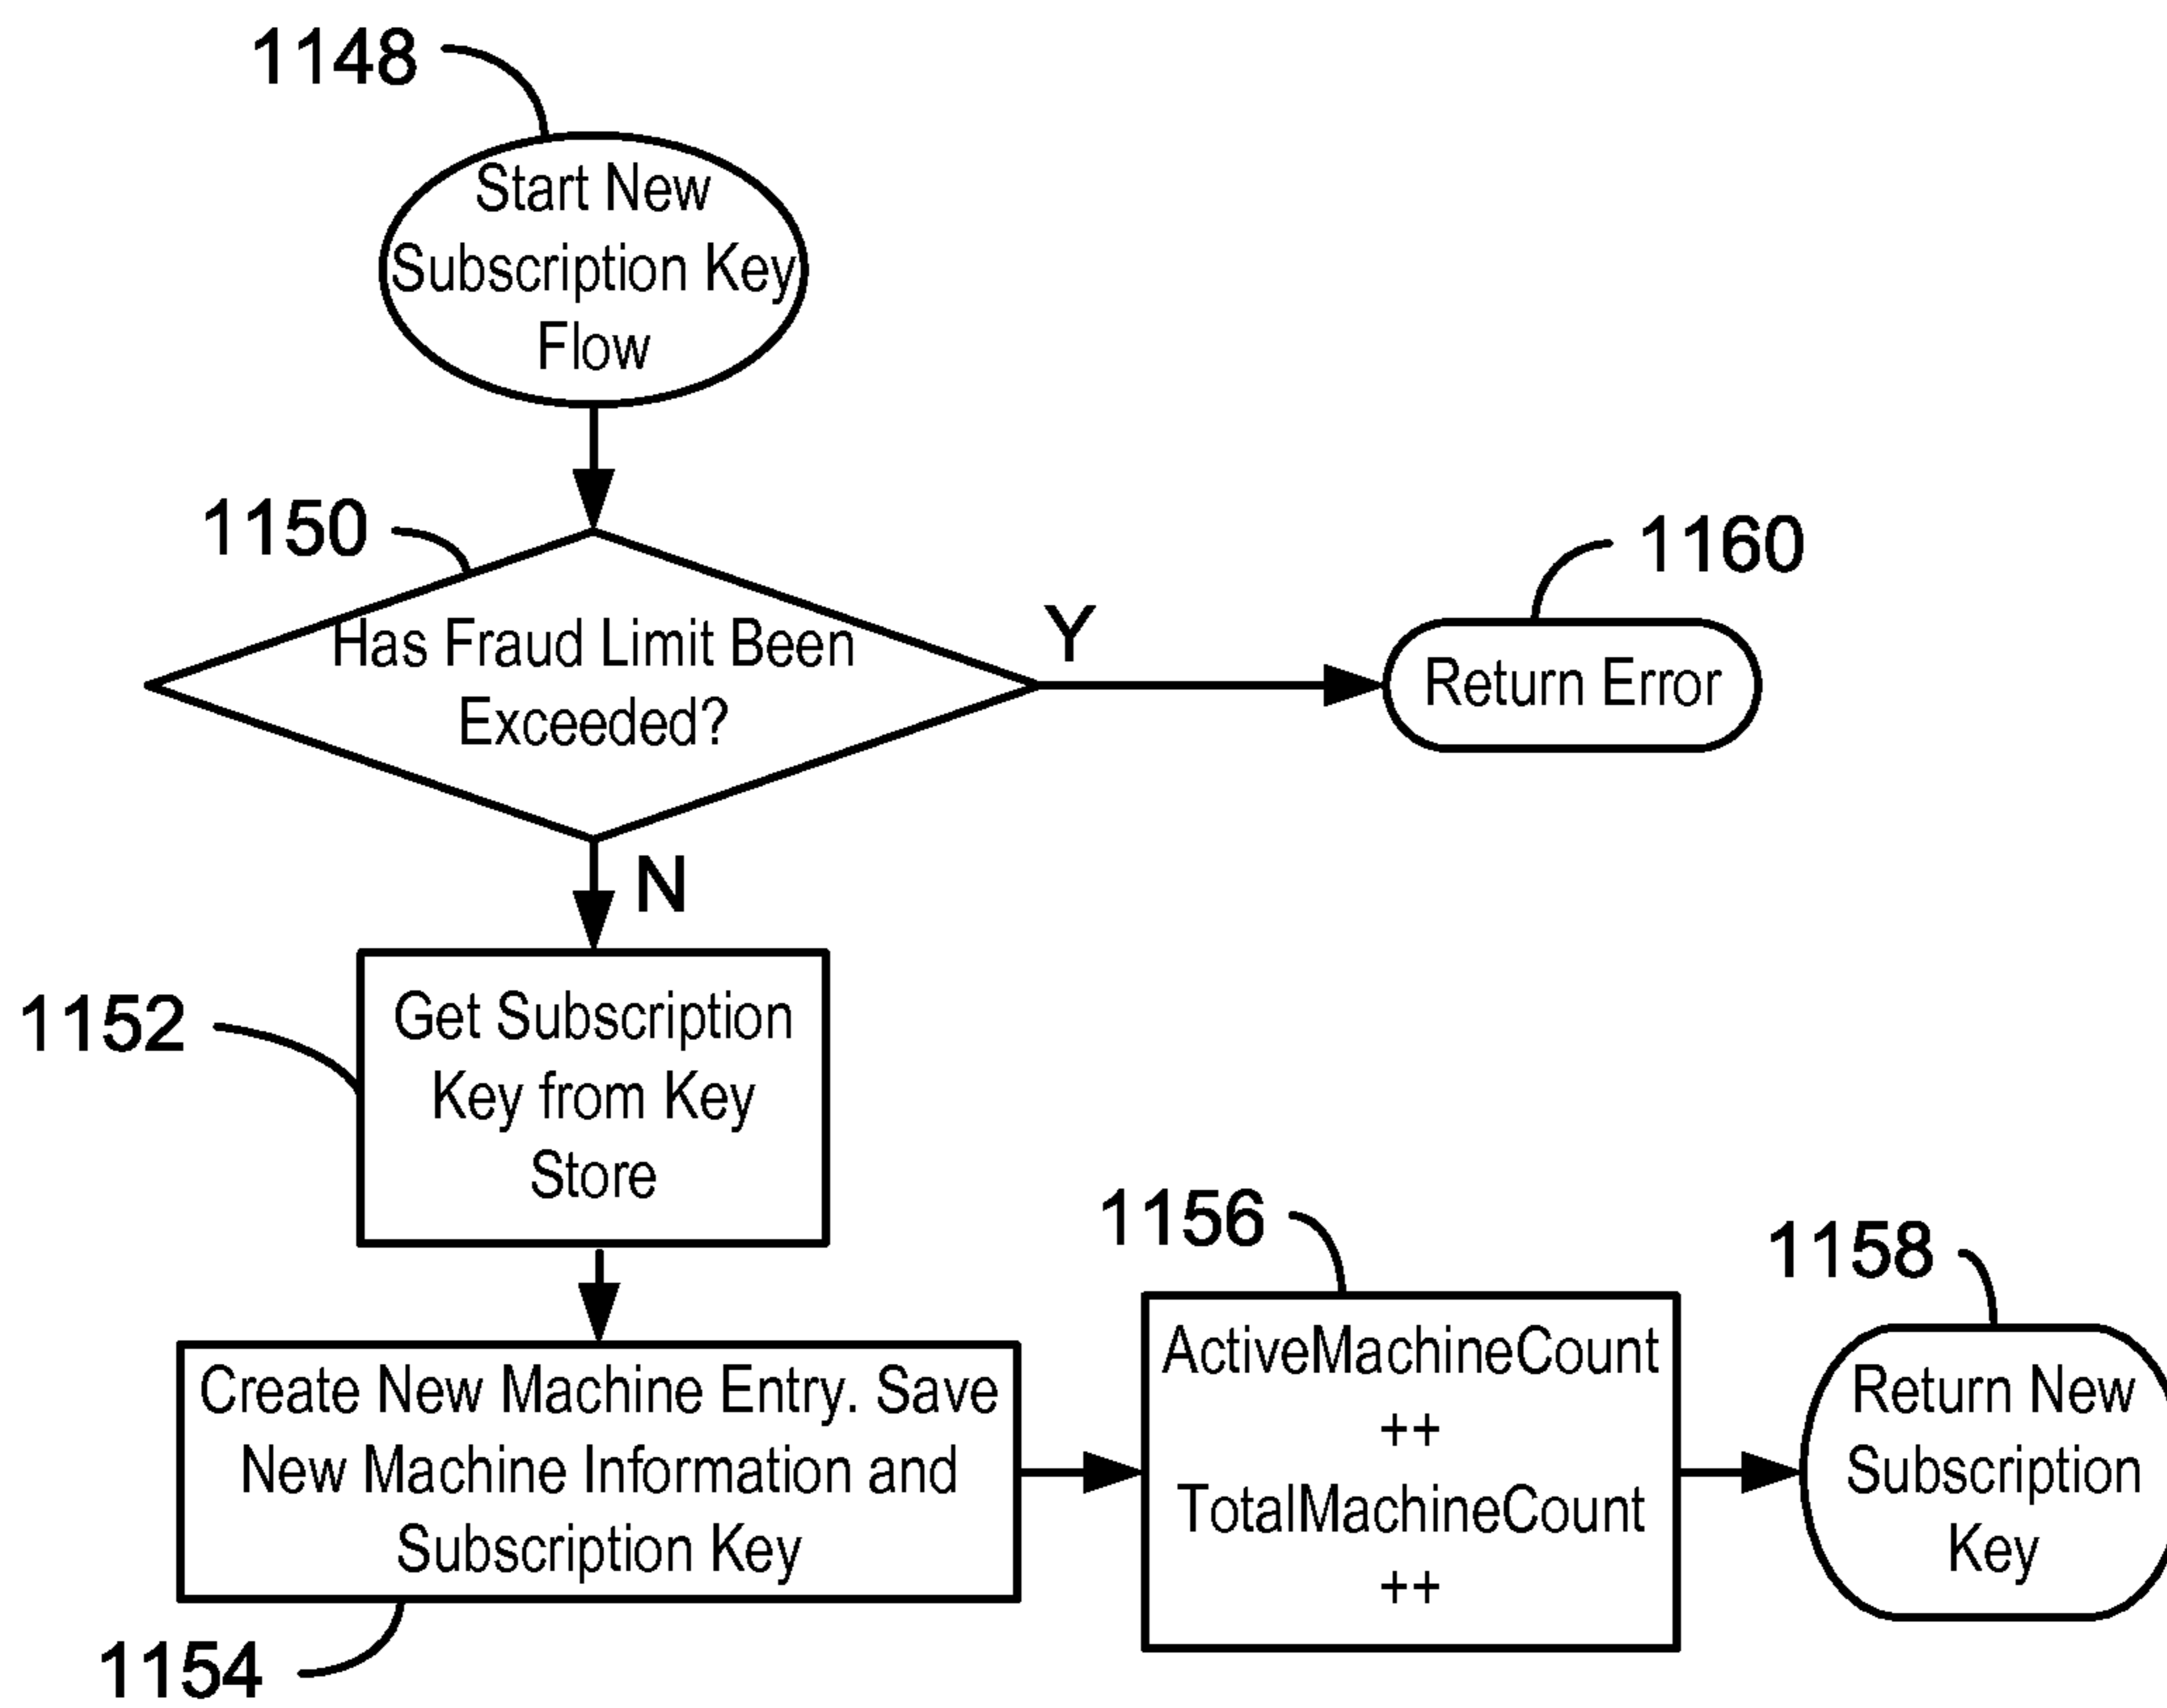 1148
Start New
Subscription Key
Flow
1150
Has Fraud Limit Been
Exceeded?
Y
1160
Return Error
N
1152
Get Subscription
Key from Key
Store
1154
Create New Machine Entry. Save
New Machine Information and
Subscription Key
1156
ActiveMachineCount
++
TotalMachineCount
++
1158
Return New
Subscription
Key